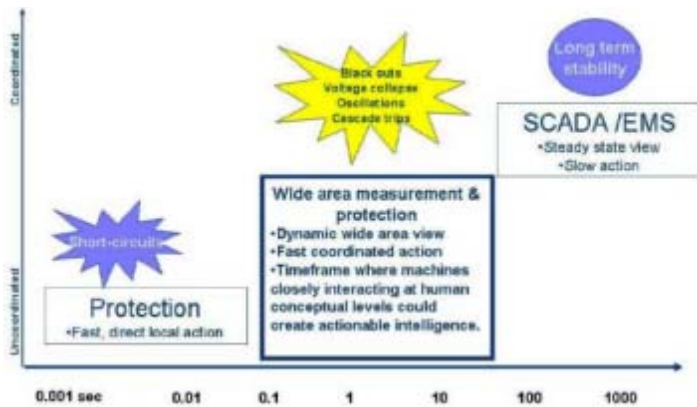 Coordinated
Uncoordinated
Black outs
Voltage collapse
Oscillations
Cascade trips
Long term
stability
SCADA /EMS
•Steady state view
•Slow action
Wide area measurement &
protection
•Dynamic wide area view
•Fast coordinated action
•Timeframe where machines
closely interacting at human
conceptual levels could
create actionable intelligence.
Short-circuits
Protection
•Fast, direct local action
0.001 sec 0.01 0.1 1 10 100 1000